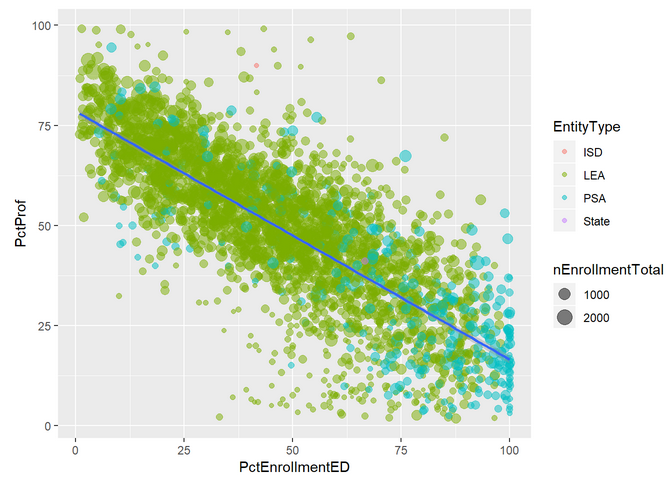 100
75
50
25
0
PctProf
0 25 50 75 100
PctEnrollmentED
EntityType
ISD
LEA
PSA
State
nEnrollmentTotal
1000
2000